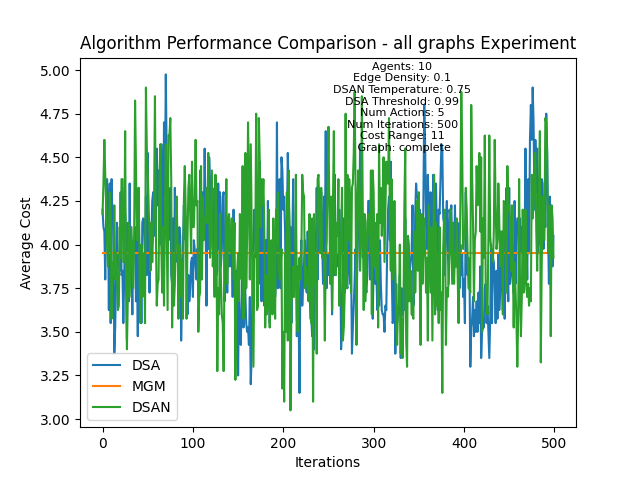 Algorithm Performance Comparison - all graphs Experiment
Agents: 10
Edge Density: 0.1
DSAN Temperature: 0.75
DSA Threshold: 0.99
Num Actions: 5
Num Iterations: 500
Cost Range: 11
Graph: complete
Average Cost
5.00
4.75
4.50
4.25
4.00
3.75
3.50
3.25
3.00
DSA
MGM
DSAN
0
100
200
300
400
500
Iterations